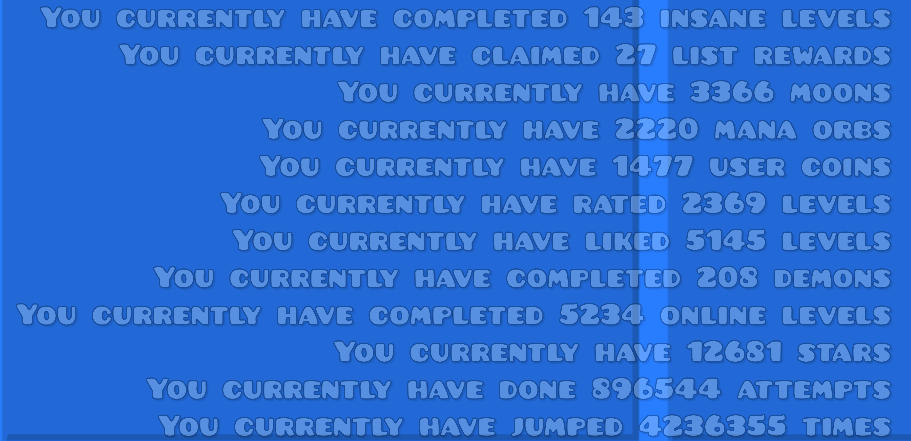 You currently have completed 143 insane levels
You currently have claimed 27 list rewards
You currently have 3366 moons
You currently have 2220 mana orbs
You currently have 1477 user coins
You currently have rated 2369 levels
You currently have liked 5145 levels
You currently have completed 208 demons
You currently have completed 5234 online levels
You currently have 12681 stars
You currently have done 896544 attempts
You currently have jumped 4236355 times